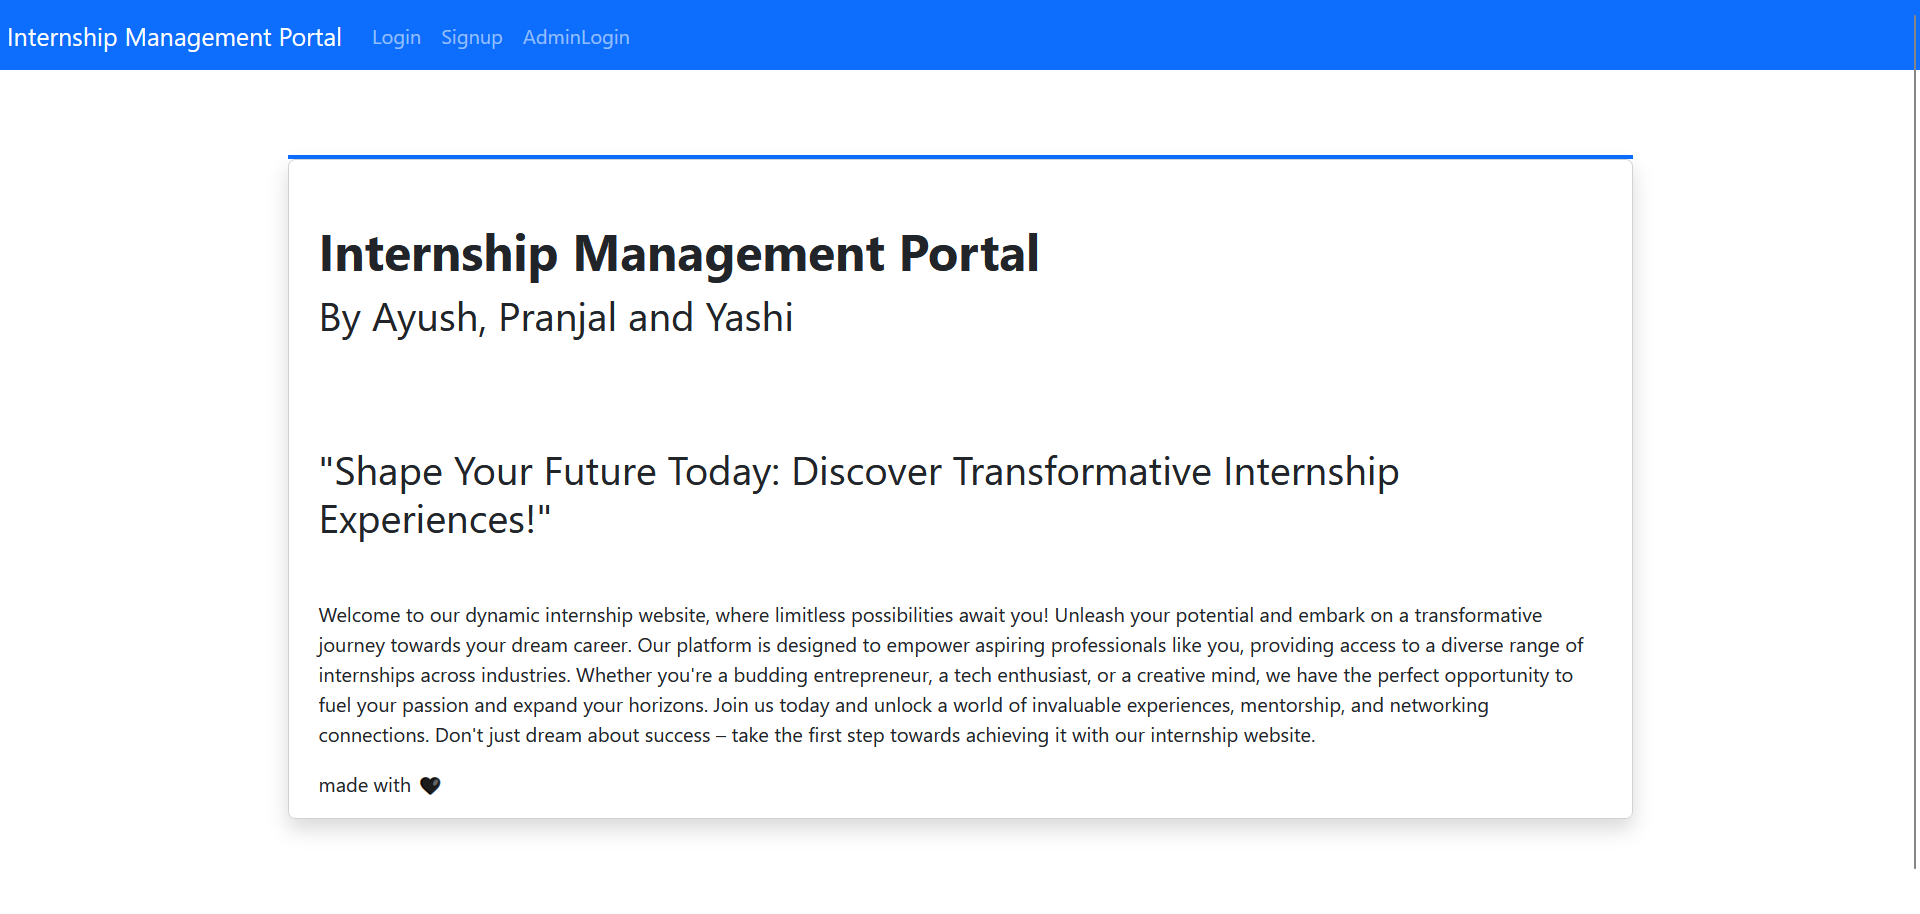 Internship Management Portal Login Signup AdminLogin
Internship Management Portal
By Ayush, Pranjal and Yashi
"Shape Your Future Today: Discover Transformative Internship
Experiences!"
Welcome to our dynamic internship website, where limitless possibilities await you! Unleash your potential and embark on a transformative
journey towards your dream career. Our platform is designed to empower aspiring professionals like you, providing access to a diverse range of
internships across industries. Whether you're a budding entrepreneur, a tech enthusiast, or a creative mind, we have the perfect opportunity to
fuel your passion and expand your horizons. Join us today and unlock a world of invaluable experiences, mentorship, and networking
connections. Don't just dream about success – take the first step towards achieving it with our internship website.
made with 🖤